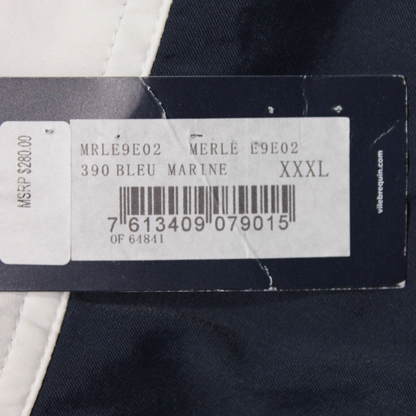 MSRP $280.00
MRLE9E02 MERLE E9E02
390 BLEU MARINE XXXL
7 613409 079015
OF 64841
vilebrequin.com